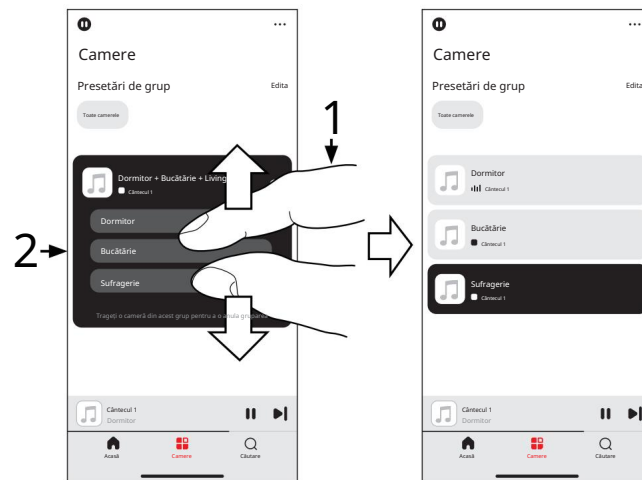 Camere
Presetări de grup
Edita
Toate camerele
1
Dormitor + Bucătărie + Living
Cântecul 1
Dormitor
2
Bucătărie
Sufragerie
Trageți o cameră din acest grup pentru a o anula gruparea
Cântecul 1
Dormitor
Acasă
Camere
Căutare
Camere
Presetări de grup
Edita
Toate camerele
Dormitor
Cântecul 1
Bucătărie
Cântecul 1
Sufragerie
Cântecul 1
Cântecul 1
Dormitor
Acasă
Camere
Căutare